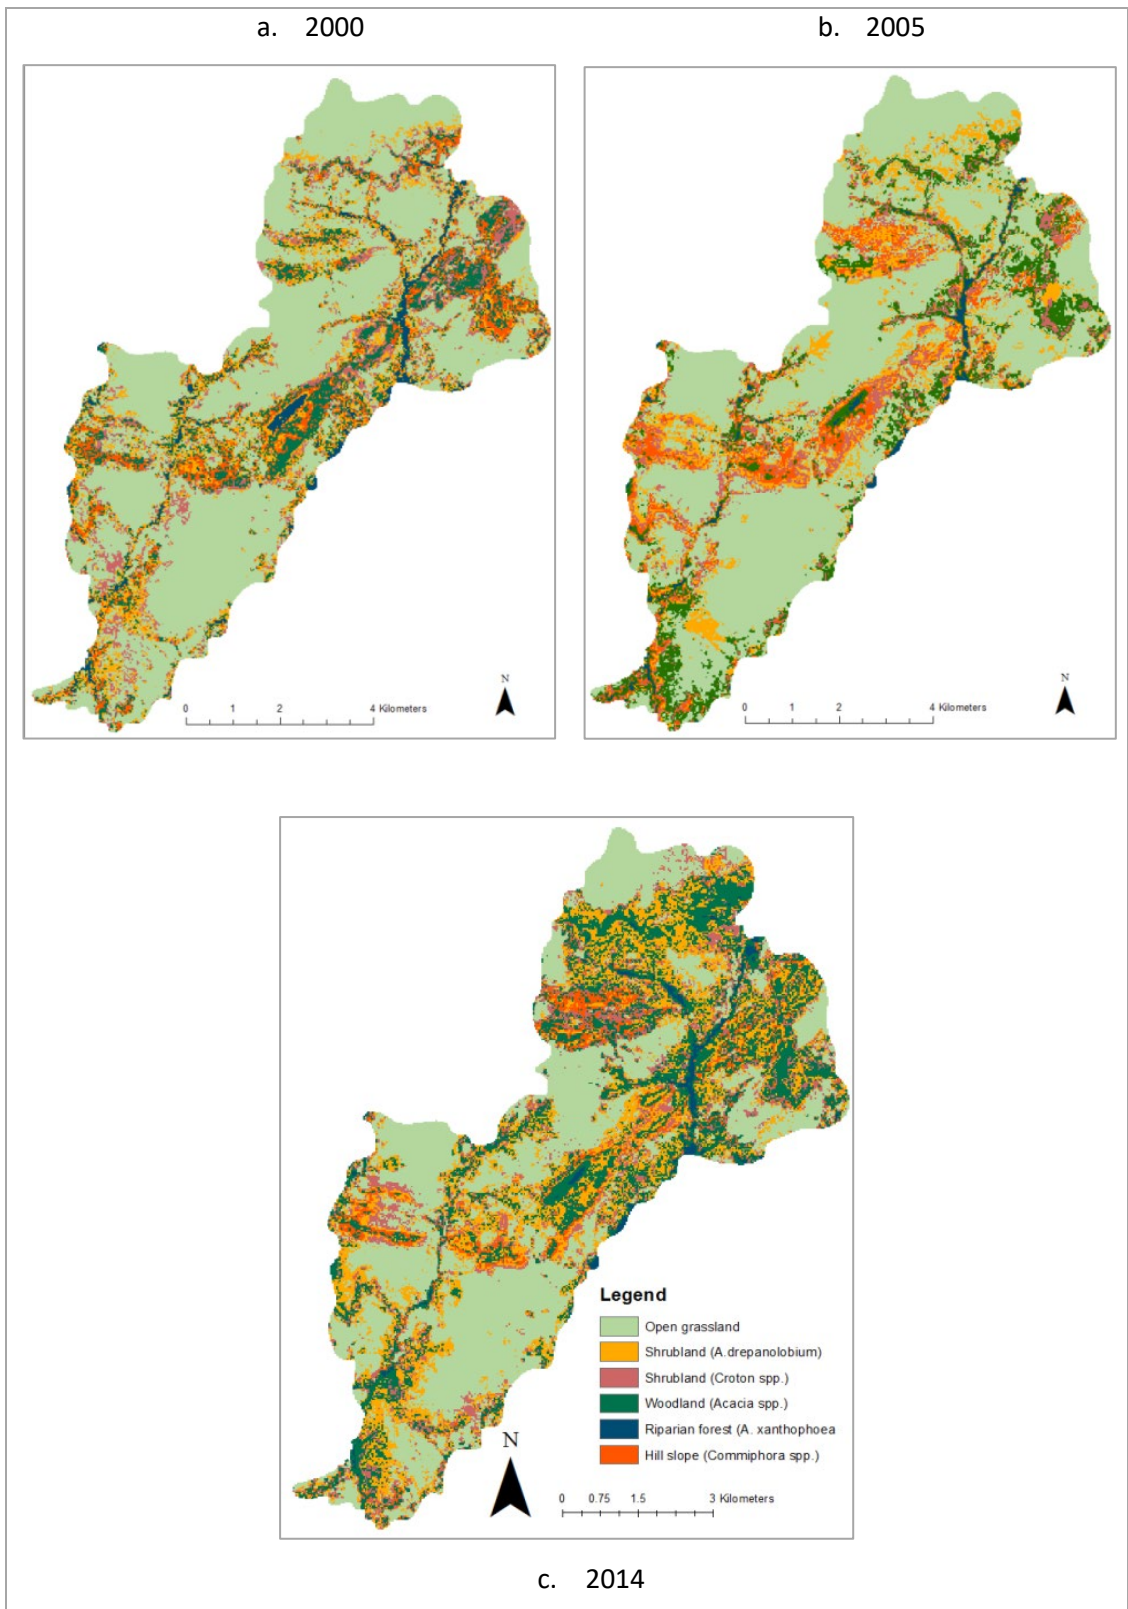 a. 2000
b. 2005
N
0 1 2 4 Kilometers
N
0 1 2 4 Kilometers
Legend
Open grassland
Shrubland (A.drepanolobium)
Shrubland (Croton spp.)
Woodland (Acacia spp.)
Riparian forest (A. xanthophoea
Hill slope (Commiphora spp.)
N
0 0.75 1.5 3 Kilometers
c. 2014